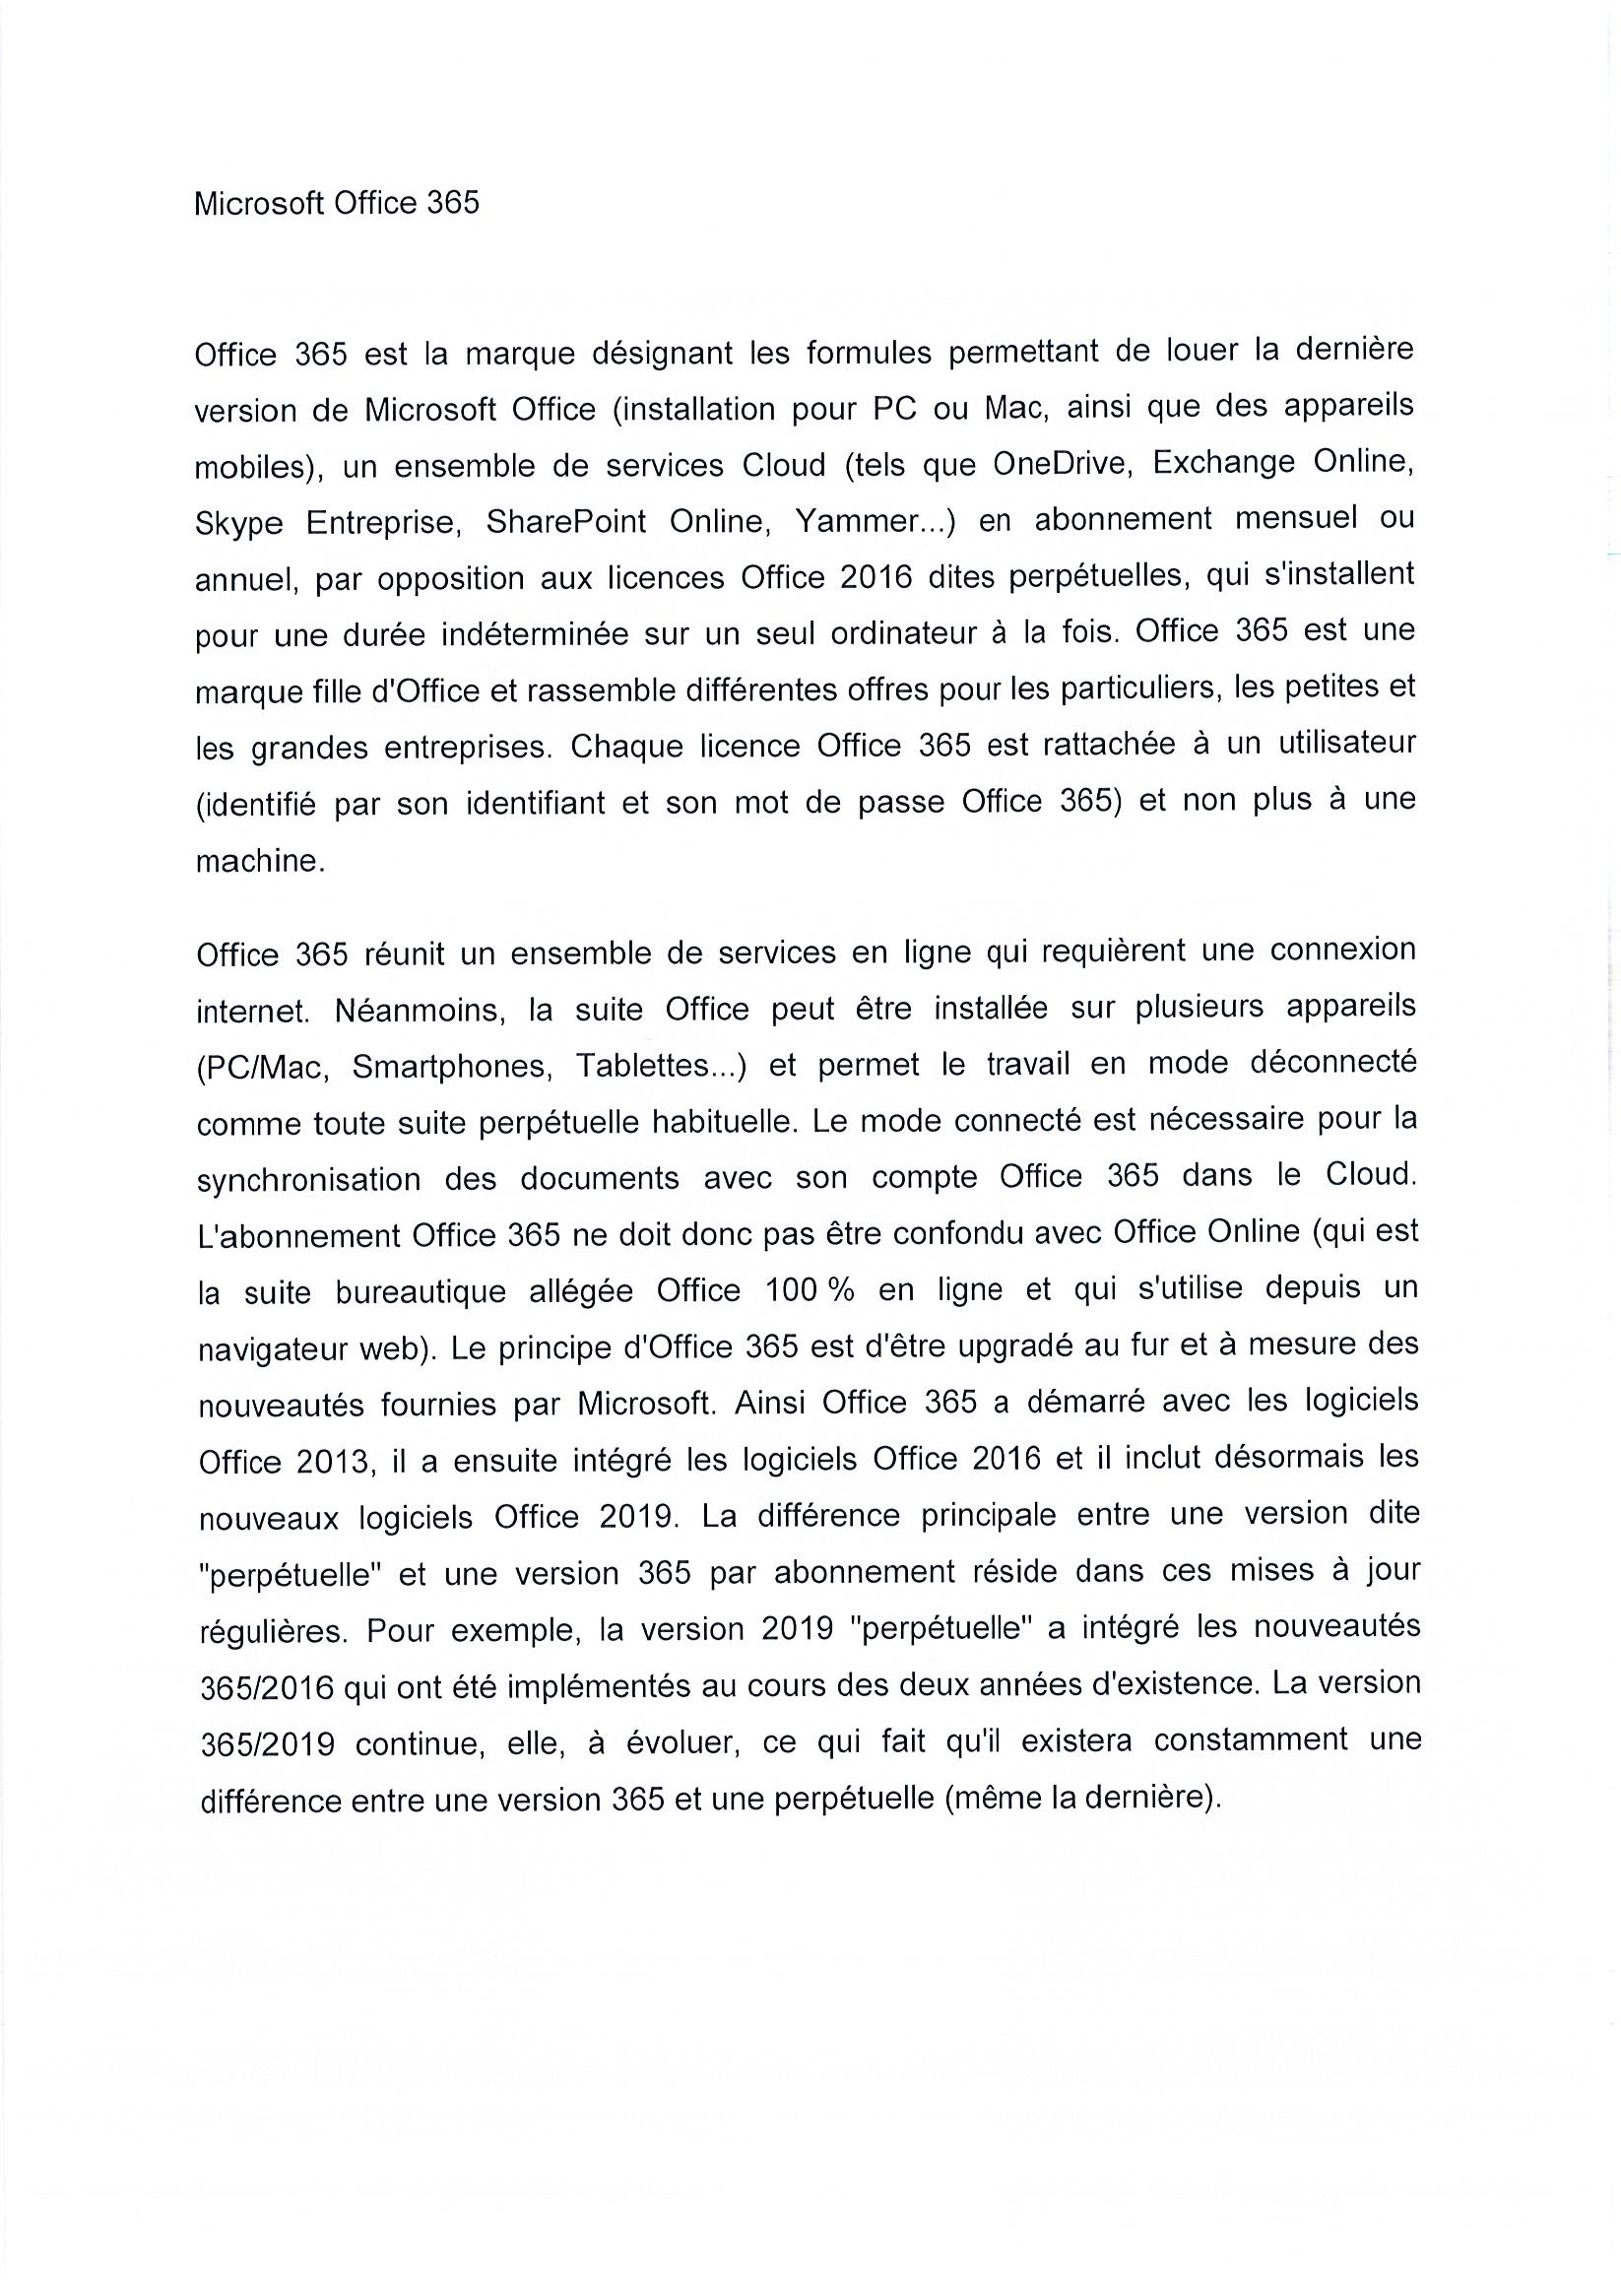 Microsoft Office 365
Office 365 est la marque désignant les formules permettant de louer la dernière
version de Microsoft Office (installation pour PC ou Mac, ainsi que des appareils
mobiles), un ensemble de services Cloud (tels que OneDrive, Exchange Online,
Skype Entreprise, SharePoint Online, Yammer...) en abonnement mensuel ou
annuel, par opposition aux licences Office 2016 dites perpétuelles, qui s'installent
pour une durée indéterminée sur un seul ordinateur à la fois. Office 365 est une
marque fille d'Office et rassemble différentes offres pour les particuliers, les petites et
les grandes entreprises. Chaque licence Office 365 est rattachée à un utilisateur
(identifié par son identifiant et son mot de passe Office 365) et non plus à une
machine.
Office 365 réunit un ensemble de services en ligne qui requièrent une connexion
internet. Néanmoins, la suite Office peut être installée sur plusieurs appareils
(PC/Mac, Smartphones, Tablettes...) et permet le travail en mode déconnecté
comme toute suite perpétuelle habituelle. Le mode connecté est nécessaire pour la
synchronisation des documents avec son compte Office 365 dans le Cloud.
L'abonnement Office 365 ne doit donc pas être confondu avec Office Online (qui est
la suite bureautique allégée Office 100 % en ligne et qui s'utilise depuis un
navigateur web). Le principe d'Office 365 est d'être upgradé au fur et à mesure des
nouveautés fournies par Microsoft. Ainsi Office 365 a démarré avec les logiciels
Office 2013, il a ensuite intégré les logiciels Office 2016 et il inclut désormais les
nouveaux logiciels Office 2019. La différence principale entre une version dite
"perpétuelle" et une version 365 par abonnement réside dans ces mises à jour
régulières. Pour exemple, la version 2019 "perpétuelle" a intégré les nouveautés
365/2016 qui ont été implémentés au cours des deux années d'existence. La version
365/2019 continue, elle, à évoluer, ce qui fait qu'il existera constamment une
différence entre une version 365 et une perpétuelle (même la dernière).